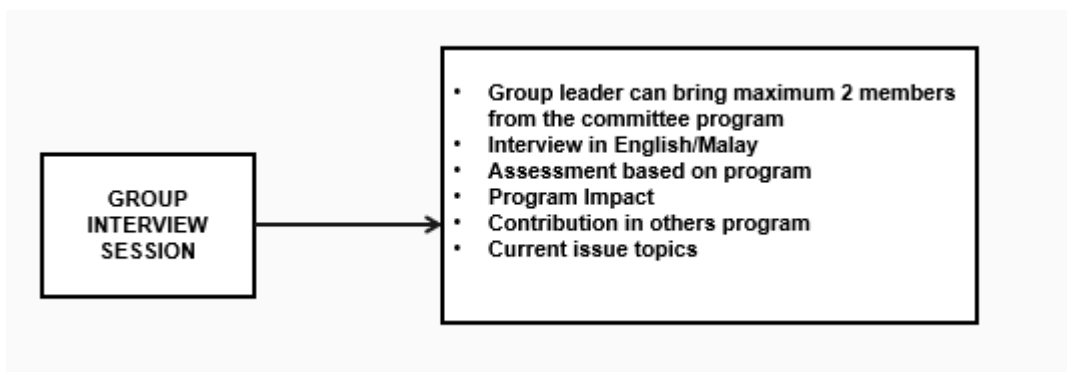 GROUP
INTERVIEW
SESSION
• Group leader can bring maximum 2 members
from the committee program
• Interview in English/Malay
• Assessment based on program
• Program Impact
• Contribution in others program
• Current issue topics